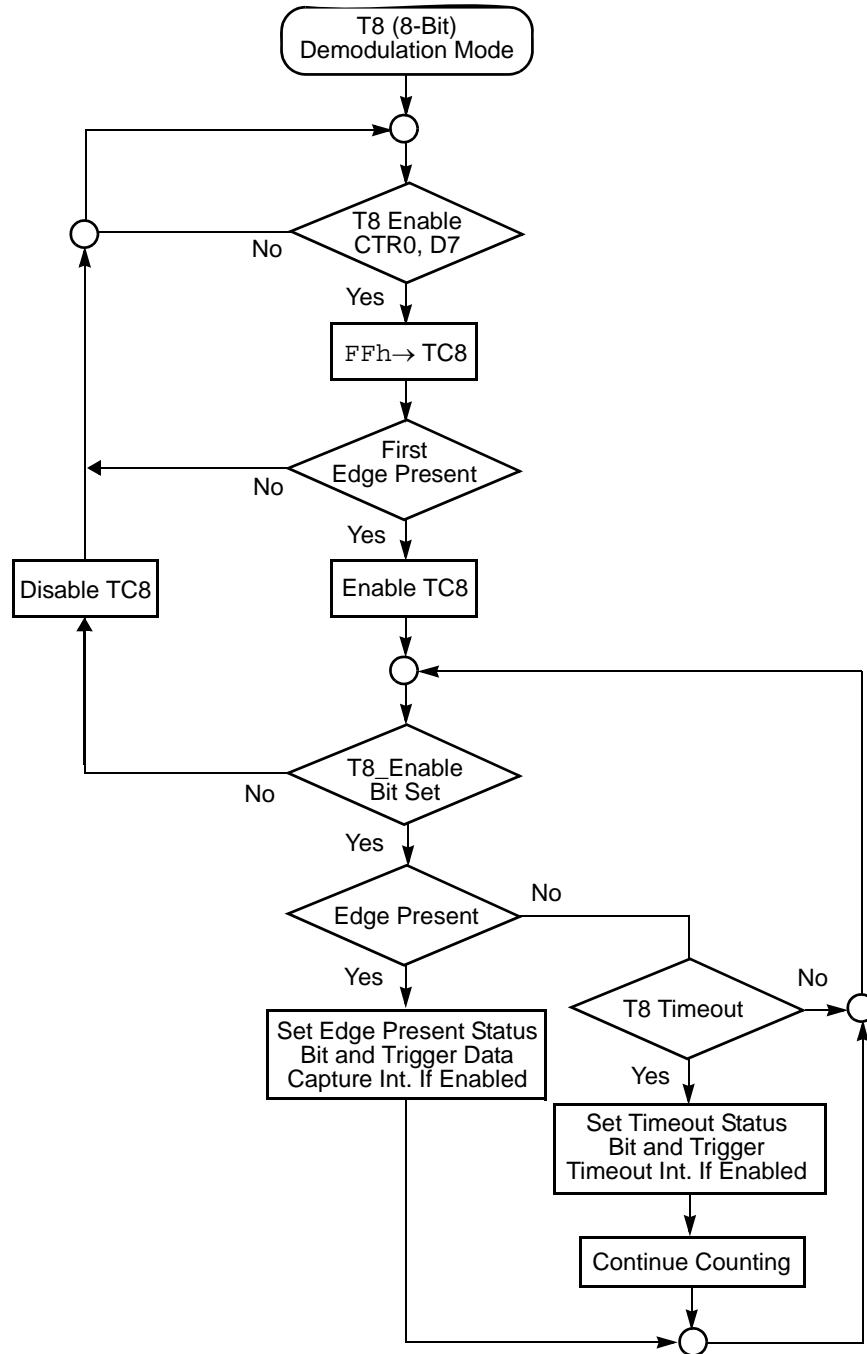 T8 (8-Bit)
Demodulation Mode
T8 Enable
CTR0, D7
No
Yes
FFh→ TC8
First
Edge Present
No
Yes
Disable TC8
Enable TC8
T8_Enable
Bit Set
No
Yes
Edge Present
No
Yes
T8 Timeout
No
Set Edge Present Status
Bit and Trigger Data
Capture Int. If Enabled
Yes
Set Timeout Status
Bit and Trigger
Timeout Int. If Enabled
Continue Counting